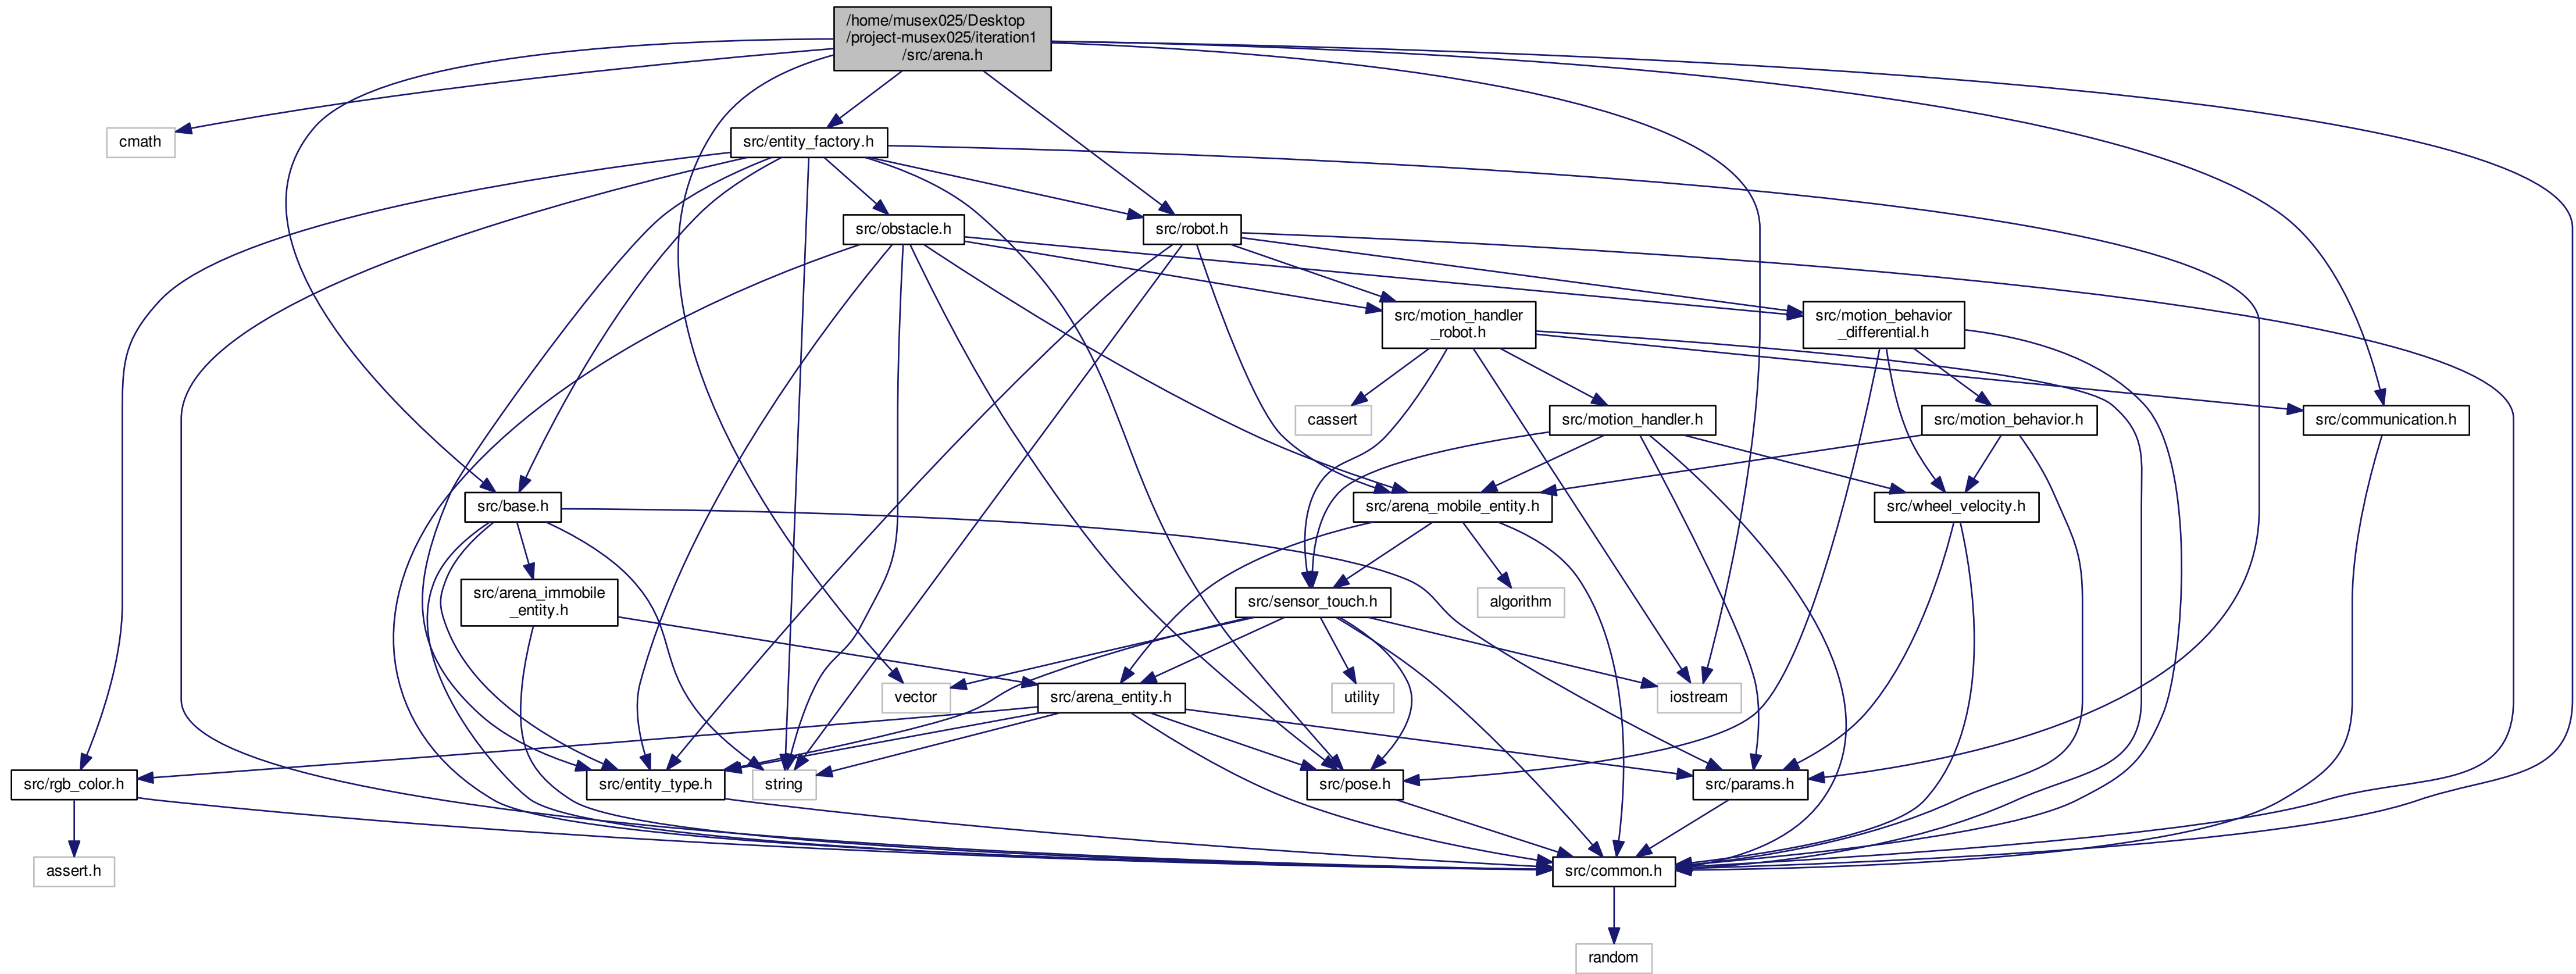 /home/musex025/Desktop
/project-musex025/iteration1
/src/arena.h
cmath
src/entity_factory.h
src/obstacle.h
src/robot.h
src/motion_handler
_robot.h
src/motion_behavior
_differential.h
cassert
src/motion_handler.h
src/motion_behavior.h
src/communication.h
src/base.h
src/arena_mobile_entity.h
src/wheel_velocity.h
src/arena_immobile
_entity.h
src/sensor_touch.h
algorithm
vector
src/arena_entity.h
utility
iostream
src/rgb_color.h
src/entity_type.h
string
src/pose.h
src/params.h
assert.h
src/common.h
random